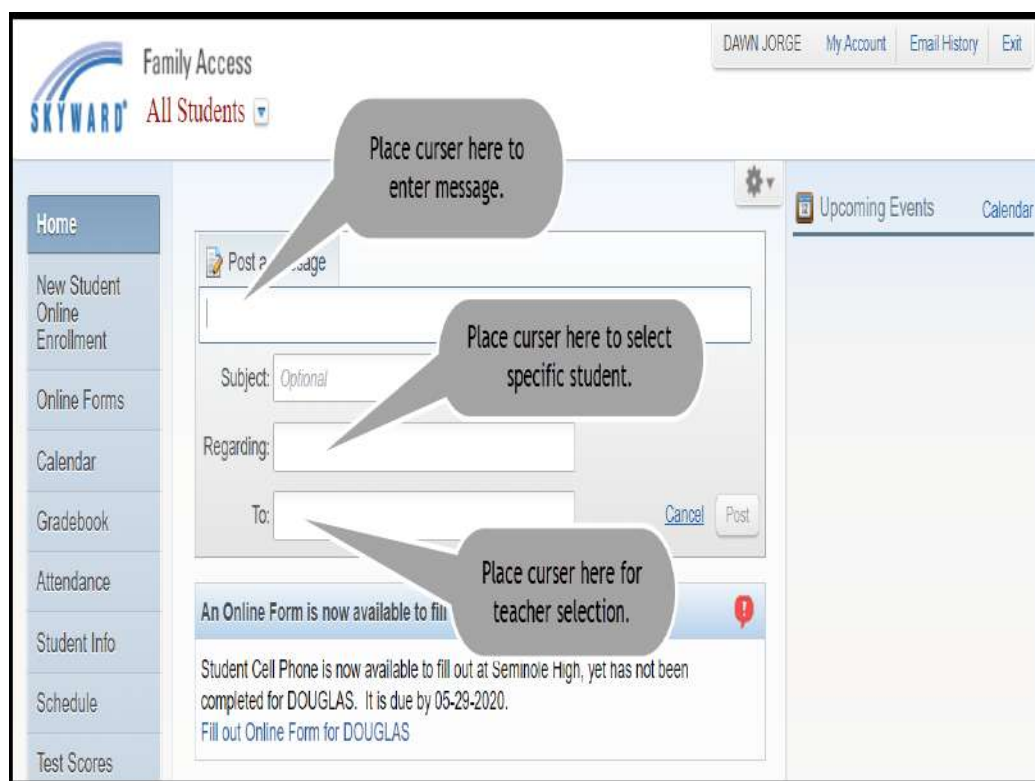 DAWN JORGE My Account Email History Exit
Family Access
SKYWARD®
All Students
Place curser here to
enter message.
Home
New Student
Online
Enrollment
Online Forms
Calendar
Gradebook
Attendance
Student Info
Schedule
Test Scores
Post a
Place curser here to select
specific student.
Subject: Optional
Regarding:
To:
Cancel Post
Place curser here for
teacher selection.
An Online Form is now available to fill
Student Cell Phone is now available to fill out at Seminole High, yet has not been
completed for DOUGLAS. It is due by 05-29-2020.
Fill out Online Form for DOUGLAS
Upcoming Events Calendar